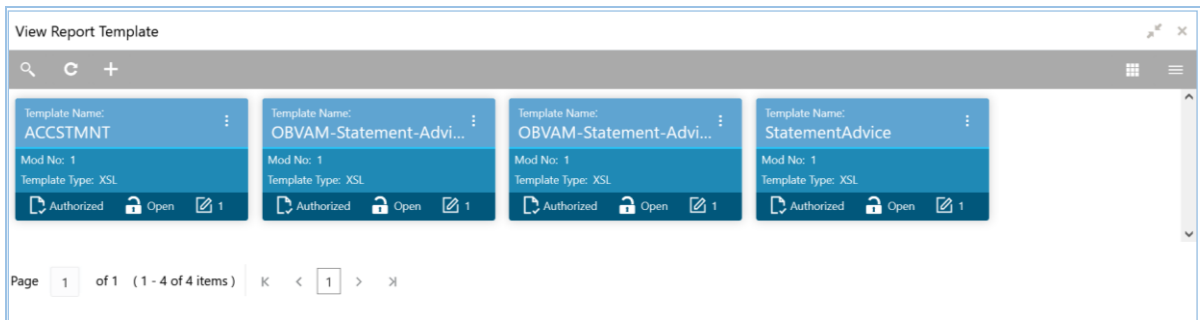 View Report Template
Template Name:
ACCSTMNT
Mod No: 1
Template Type: XSL
Authorized Open 1
Template Name:
OBVAM-Statement-Advi...
Mod No: 1
Template Type: XSL
Authorized Open 1
Template Name:
OBVAM-Statement-Advi...
Mod No: 1
Template Type: XSL
Authorized Open 1
Template Name:
StatementAdvice
Mod No: 1
Template Type: XSL
Authorized Open 1
Page 1 of 1 ( 1 - 4 of 4 items ) 1